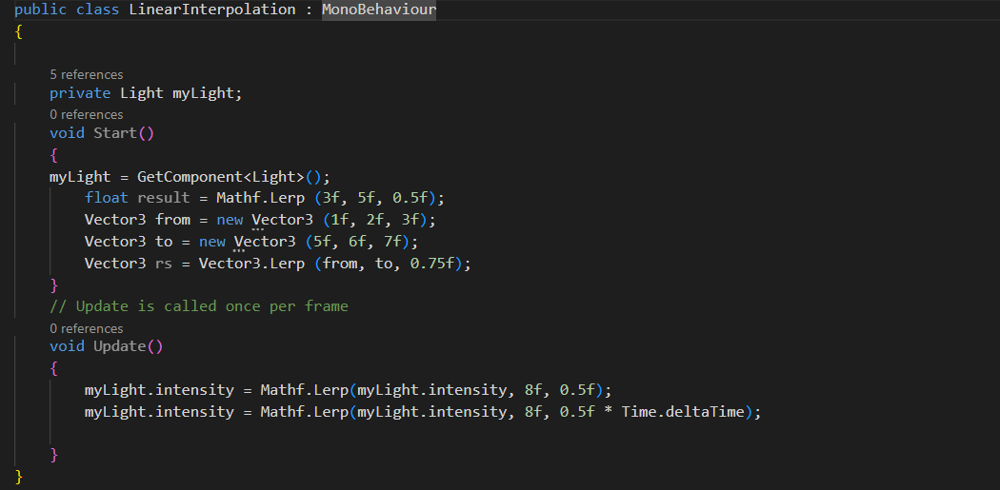 public class LinearInterpolation : MonoBehaviour
{
5 references
private Light myLight;
0 references
void Start()
{
myLight = GetComponent<Light>();
float result = Mathf.Lerp (3f, 5f, 0.5f);
Vector3 from = new Vector3 (1f, 2f, 3f);
Vector3 to = new Vector3 (5f, 6f, 7f);
Vector3 rs = Vector3.Lerp (from, to, 0.75f);
}
// Update is called once per frame
0 references
void Update()
{
myLight.intensity = Mathf.Lerp(myLight.intensity, 8f, 0.5f);
myLight.intensity = Mathf.Lerp(myLight.intensity, 8f, 0.5f * Time.deltaTime);
}
}